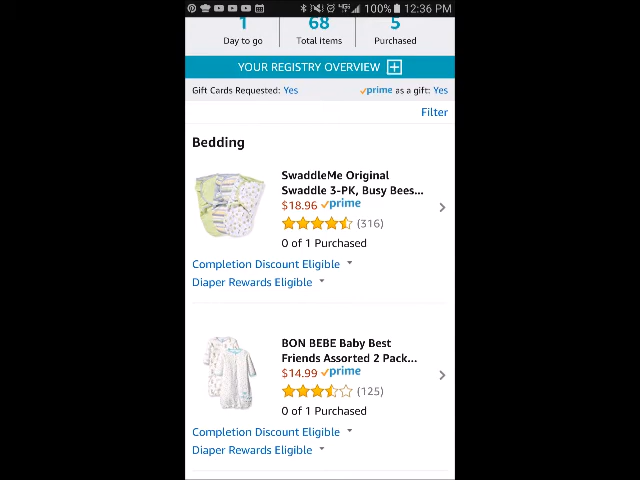 100% 12:36 PM
1 68 5
Day to go Total items Purchased
YOUR REGISTRY OVERVIEW
Gift Cards Requested: Yes prime as a gift: Yes
Filter
Bedding
SwaddleMe Original
Swaddle 3-PK, Busy Bees...
$18.96 prime
(316)
0 of 1 Purchased
Completion Discount Eligible
Diaper Rewards Eligible
BON BEBE Baby Best
Friends Assorted 2 Pack...
$14.99 prime
(125)
0 of 1 Purchased
Completion Discount Eligible
Diaper Rewards Eligible